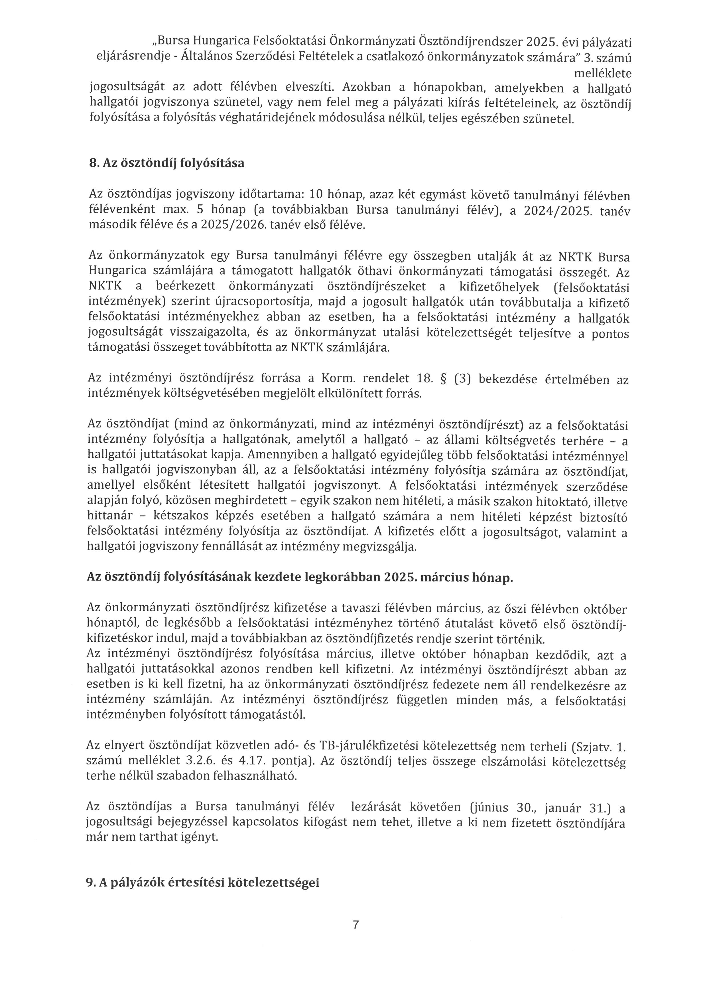 „Bursa Hungarica Felsőoktatási Önkormányzati Ösztöndíjrendszer 2025. évi pályázati
eljárásrendje - Általános Szerződési Feltételek a csatlakozó önkormányzatok számára” 3. számú
melléklete
jogosultságát az adott félévben elveszíti. Azokban a hónapokban, amelyekben a hallgató
hallgatói jogviszonya szünetel, vagy nem felel meg a pályázati kiírás feltételeinek, az ösztöndíj
folyósítása a folyósítás véghatáridejének módosulása nélkül, teljes egészében szünetel.
8. Az ösztöndíj folyósítása
Az ösztöndíjas jogviszony időtartama: 10 hónap, azaz két egymást követő tanulmányi félévben
félévenként max. 5 hónap (a továbbiakban Bursa tanulmányi félév), a 2024/2025. tanév
második féléve és a 2025/2026. tanév első féléve.
Az önkormányzatok egy Bursa tanulmányi félévre egy összegben utalják át az NKTK Bursa
Hungarica számlájára a támogatott hallgatók öthavi önkormányzati támogatási összegét. Az
NKTK a beérkezett önkormányzati ösztöndíjrészeket a kifizetőhelyek (felsőoktatási
intézmények) szerint újracsoportosítja, majd a jogosult hallgatók után továbbutalja a kifizető
felsőoktatási intézményekhez abban az esetben, ha a felsőoktatási intézmény a hallgatók
jogosultságát visszaigazolta, és az önkormányzat utalási kötelezettségét teljesítve a pontos
támogatási összeget továbbította az NKTK számlájára.
Az intézményi ösztöndíjrész forrása a Korm. rendelet 18. § (3) bekezdése értelmében az
intézmények költségvetésében megjelölt elkülönített forrás.
Az ösztöndíjat (mind az önkormányzati, mind az intézményi ösztöndíjrészt) az a felsőoktatási
intézmény folyósítja a hallgatónak, amelytől a hallgató – az állami költségvetés terhére – a
hallgatói juttatásokat kapja. Amennyiben a hallgató egyidejűleg több felsőoktatási intézménnyel
is hallgatói jogviszonyban áll, az a felsőoktatási intézmény folyósítja számára az ösztöndíjat,
amellyel elsőként létesített hallgatói jogviszonyt. A felsőoktatási intézmények szerződése
alapján folyó, közösen meghirdetett – egyik szakon nem hitéleti, a másik szakon hitoktató, illetve
hittanár – kétszakos képzés esetében a hallgató számára a nem hitéleti képzést biztosító
felsőoktatási intézmény folyósítja az ösztöndíjat. A kifizetés előtt a jogosultságot, valamint a
hallgatói jogviszony fennállását az intézmény megvizsgálja.
Az ösztöndíj folyósításának kezdete legkorábban 2025. március hónap.
Az önkormányzati ösztöndíjrész kifizetése a tavaszi félévben március, az őszi félévben október
hónaptól, de legkésőbb a felsőoktatási intézményhez történő átutalást követő első ösztöndíj-
kifizetéskor indul, majd a továbbiakban az ösztöndíjfizetés rendje szerint történik.
Az intézményi ösztöndíjrész folyósítása március, illetve október hónapban kezdődik, azt a
hallgatói juttatásokkal azonos rendben kell kifizetni. Az intézményi ösztöndíjrészt abban az
esetben is ki kell fizetni, ha az önkormányzati ösztöndíjrész fedezete nem áll rendelkezésre az
intézmény számláján. Az intézményi ösztöndíjrész független minden más, a felsőoktatási
intézményben folyósított támogatástól.
Az elnyert ösztöndíjat közvetlen adó- és TB-járulékfizetési kötelezettség nem terheli (Szjatv. 1.
számú melléklet 3.2.6. és 4.17. pontja). Az ösztöndíj teljes összege elszámolási kötelezettség
terhe nélkül szabadon felhasználható.
Az ösztöndíjas a Bursa tanulmányi félév lezárását követően (június 30., január 31.) a
jogosultsági bejegyzéssel kapcsolatos kifogást nem tehet, illetve a ki nem fizetett ösztöndíjára
már nem tarthat igényt.
9. A pályázók értesítési kötelezettségei
7